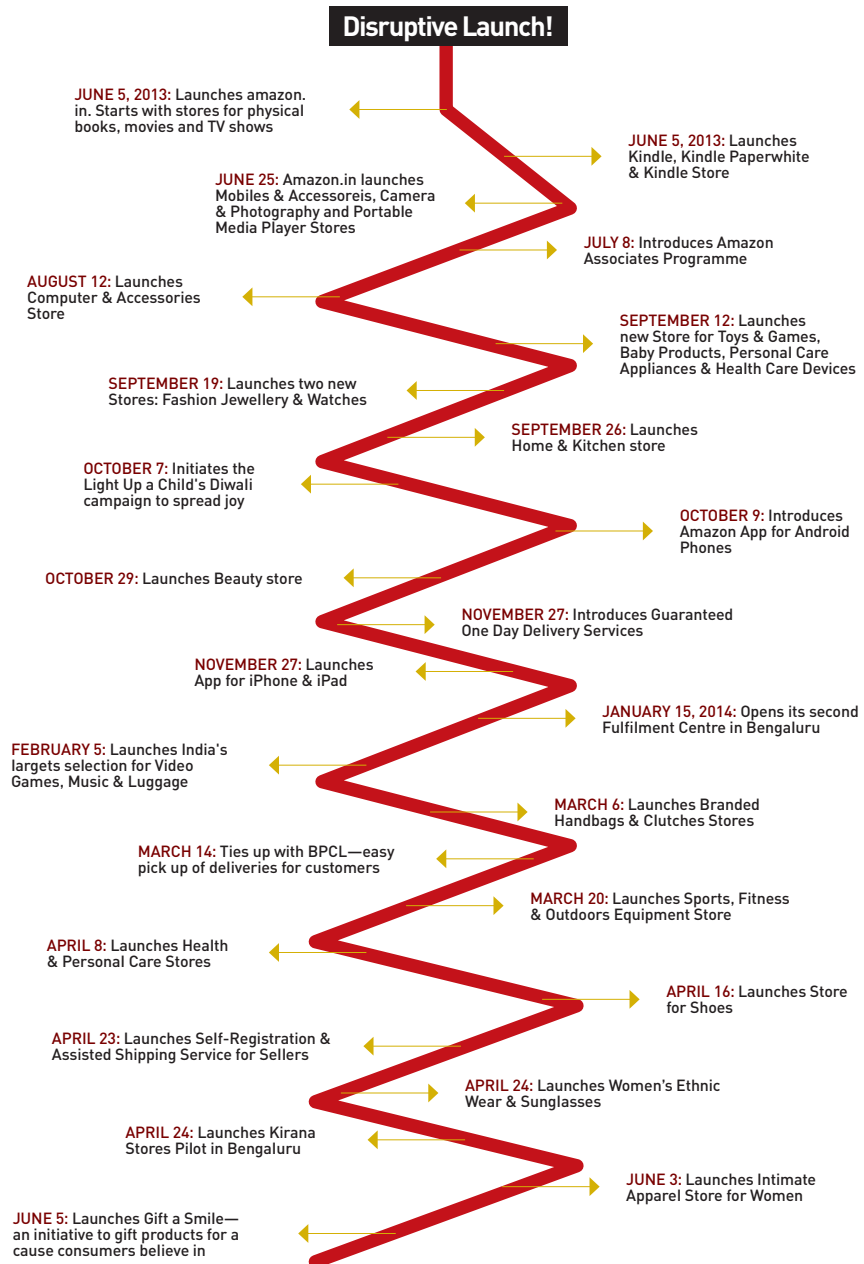 Disruptive Launch!
JUNE 5, 2013: Launches amazon.
in. Starts with stores for physical
books, movies and TV shows
JUNE 5, 2013: Launches
Kindle, Kindle Paperwhite
& Kindle Store
JUNE 25: Amazon.in launches
Mobiles & Accessoreis, Camera
& Photography and Portable
Media Player Stores
JULY 8: Introduces Amazon
Associates Programme
AUGUST 12: Launches
Computer & Accessories
Store
SEPTEMBER 12: Launches
new Store for Toys & Games,
Baby Products, Personal Care
Appliances & Health Care Devices
SEPTEMBER 19: Launches two new
Stores: Fashion Jewellery & Watches
SEPTEMBER 26: Launches
Home & Kitchen store
OCTOBER 7: Initiates the
Light Up a Child's Diwali
campaign to spread joy
OCTOBER 9: Introduces
Amazon App for Android
Phones
OCTOBER 29: Launches Beauty store
NOVEMBER 27: Introduces Guaranteed
One Day Delivery Services
NOVEMBER 27: Launches
App for iPhone & iPad
JANUARY 15, 2014: Opens its second
Fulfilment Centre in Bengaluru
FEBRUARY 5: Launches India's
largets selection for Video
Games, Music & Luggage
MARCH 6: Launches Branded
Handbags & Clutches Stores
MARCH 14: Ties up with BPCL—easy
pick up of deliveries for customers
MARCH 20: Launches Sports, Fitness
& Outdoors Equipment Store
APRIL 8: Launches Health
& Personal Care Stores
APRIL 16: Launches Store
for Shoes
APRIL 23: Launches Self-Registration &
Assisted Shipping Service for Sellers
APRIL 24: Launches Women's Ethnic
Wear & Sunglasses
APRIL 24: Launches Kirana
Stores Pilot in Bengaluru
JUNE 3: Launches Intimate
Apparel Store for Women
JUNE 5: Launches Gift a Smile—
an initiative to gift products for a
cause consumers believe in